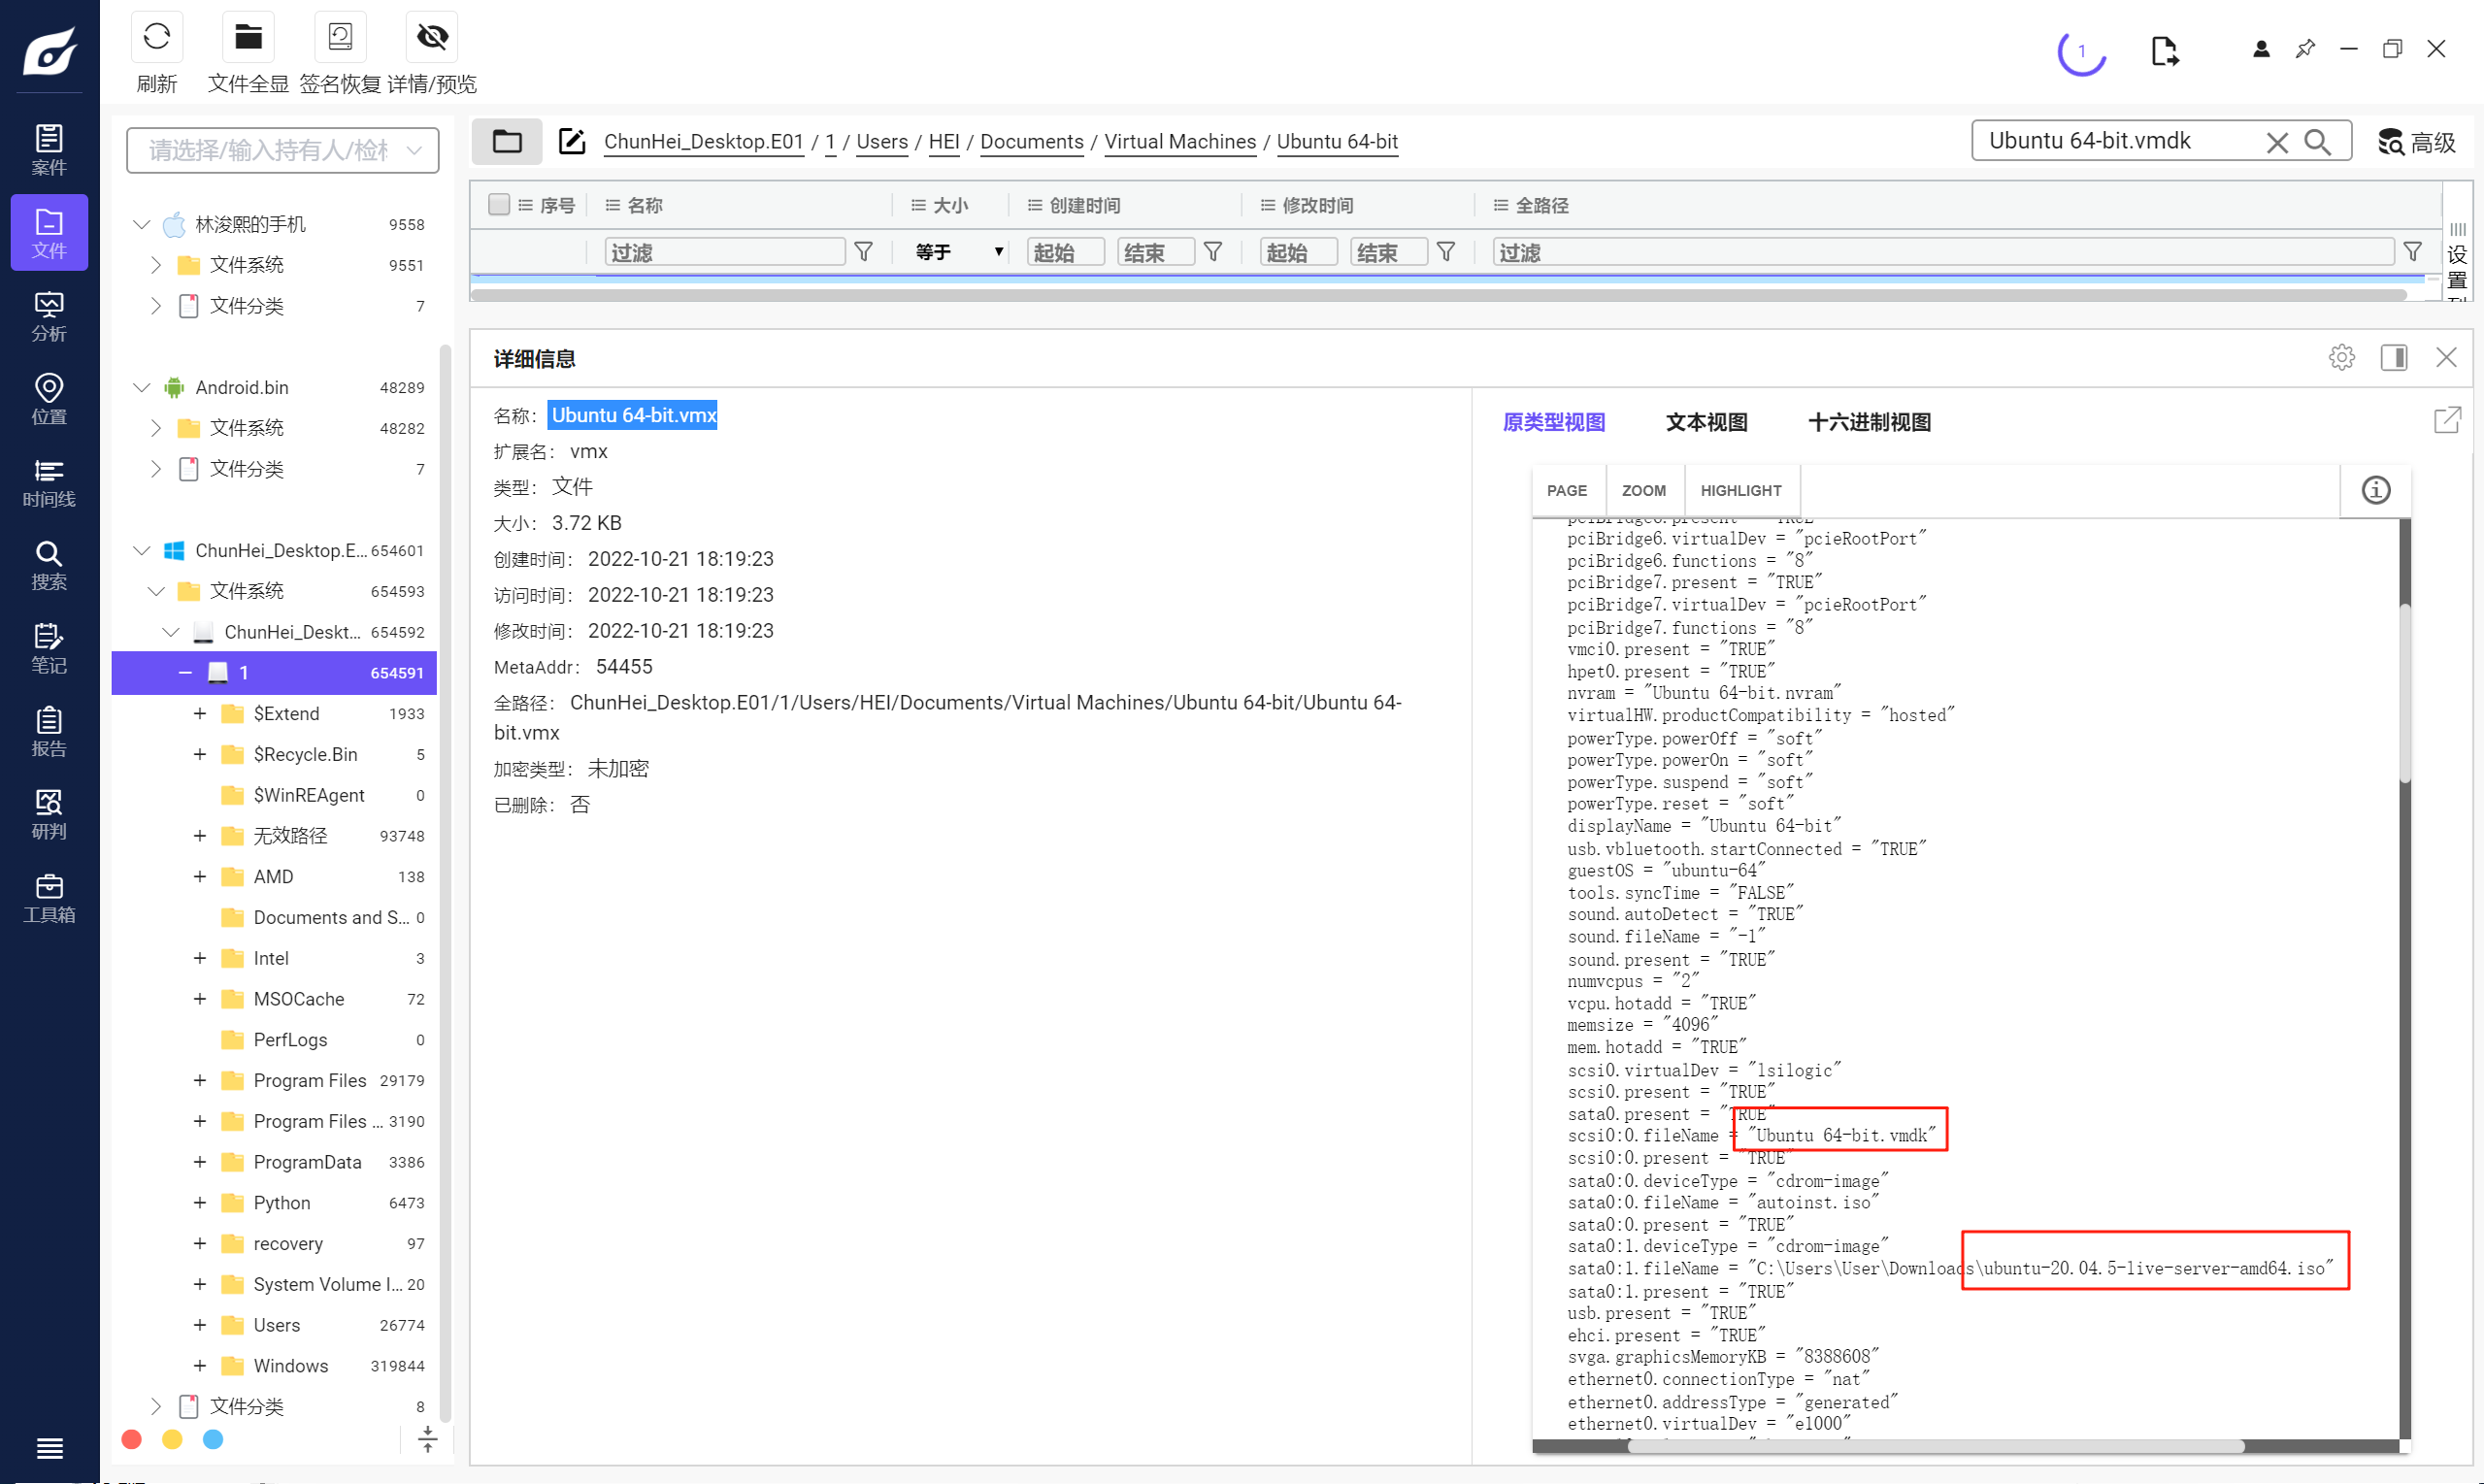 刷新
文件全显
签名恢复
详情/预览
1
案件
文件
分析
位置
时间线
搜索
笔记
报告
研判
工具箱
请选择/输入持有人/检材
林浚熙的手机 9558
文件系统 9551
文件分类 7
Android.bin 48289
文件系统 48282
文件分类 7
ChunHei_Desktop.E... 654601
文件系统 654593
ChunHei_Deskt... 654592
1 654591
$Extend 1933
$Recycle.Bin 5
$WinREAgent 0
无效路径 93748
AMD 138
Documents and S... 0
Intel 3
MSOCache 72
PerfLogs 0
Program Files 29179
Program Files ... 3190
ProgramData 3386
Python 6473
recovery 97
System Volume I... 20
Users 26774
Windows 319844
文件分类 8
ChunHei_Desktop.E01 / 1 / Users / HEI / Documents / Virtual Machines / Ubuntu 64-bit
Ubuntu 64-bit.vmdk
高级
序号 名称 大小 创建时间 修改时间 全路径
过滤 等于 起始 结束 起始 结束 过滤
设置列
详细信息
名称： Ubuntu 64-bit.vmx
扩展名： vmx
类型： 文件
大小： 3.72 KB
创建时间： 2022-10-21 18:19:23
访问时间： 2022-10-21 18:19:23
修改时间： 2022-10-21 18:19:23
MetaAddr： 54455
全路径： ChunHei_Desktop.E01/1/Users/HEI/Documents/Virtual Machines/Ubuntu 64-bit/Ubuntu 64-
bit.vmx
加密类型： 未加密
已删除： 否
原类型视图 文本视图 十六进制视图
PAGE ZOOM HIGHLIGHT
pciBridge6.present = "TRUE"
pciBridge6.virtualDev = "pcieRootPort"
pciBridge6.functions = "8"
pciBridge7.present = "TRUE"
pciBridge7.virtualDev = "pcieRootPort"
pciBridge7.functions = "8"
vmci0.present = "TRUE"
hpet0.present = "TRUE"
nvram = "Ubuntu 64-bit.nvram"
virtualHW.productCompatibility = "hosted"
powerType.powerOff = "soft"
powerType.powerOn = "soft"
powerType.suspend = "soft"
powerType.reset = "soft"
displayName = "Ubuntu 64-bit"
usb.vbluetooth.startConnected = "TRUE"
guestOS = "ubuntu-64"
tools.syncTime = "FALSE"
sound.autoDetect = "TRUE"
sound.fileName = "-1"
sound.present = "TRUE"
numvcpus = "2"
vcpu.hotadd = "TRUE"
memsize = "4096"
mem.hotadd = "TRUE"
scsi0.virtualDev = "lsilogic"
scsi0.present = "TRUE"
sata0.present = "TRUE"
scsi0:0.fileName = "Ubuntu 64-bit.vmdk"
scsi0:0.present = "TRUE"
sata0:0.deviceType = "cdrom-image"
sata0:0.fileName = "autoinst.iso"
sata0:0.present = "TRUE"
sata0:1.deviceType = "cdrom-image"
sata0:1.fileName = "C:\Users\User\Downloads\ubuntu-20.04.5-live-server-amd64.iso"
sata0:1.present = "TRUE"
usb.present = "TRUE"
ehci.present = "TRUE"
svga.graphicsMemoryKB = "8388608"
ethernet0.connectionType = "nat"
ethernet0.addressType = "generated"
ethernet0.virtualDev = "e1000"